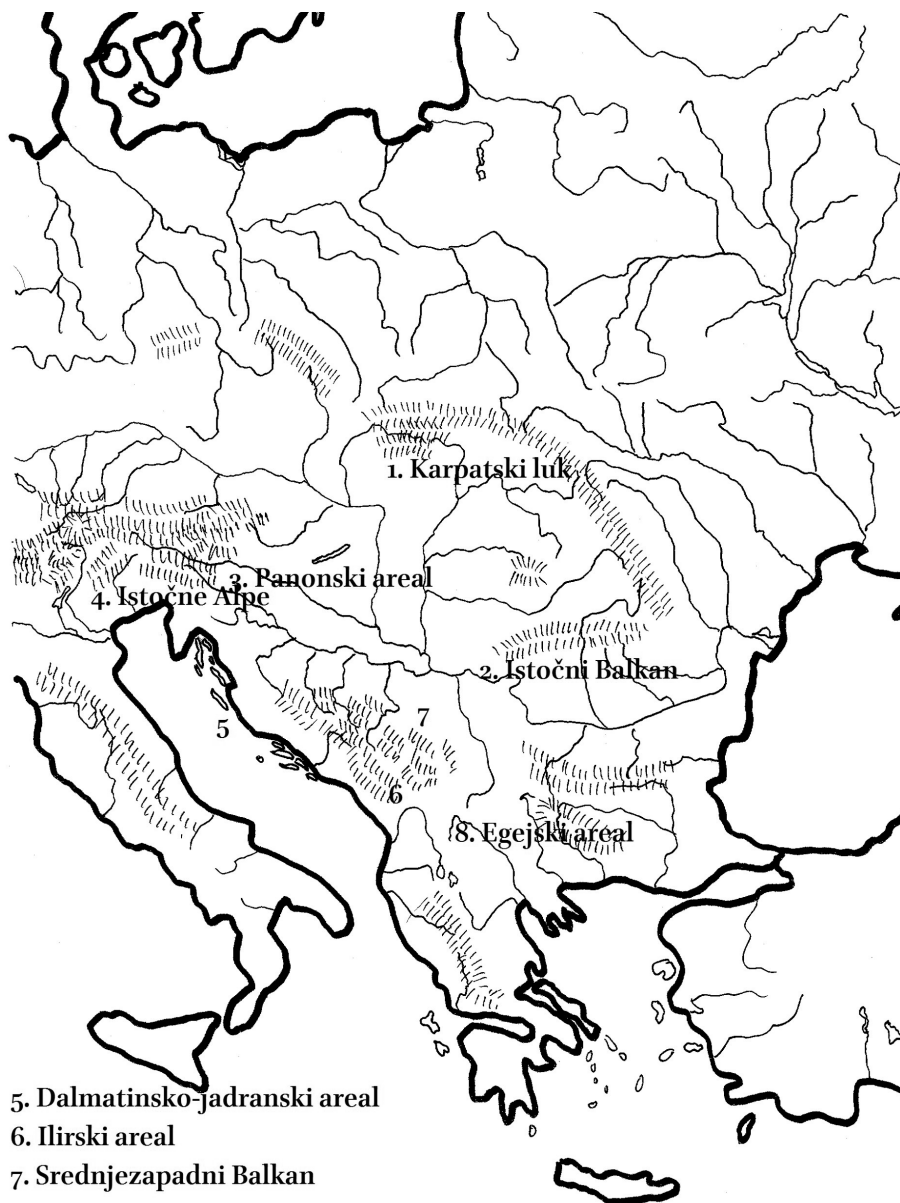 1. Karpatski luk
3. Panonski areal
4. Istočne Alpe
2. Istočni Balkan
5
7
6
8. Egejski areal
5. Dalmatinsko-jadranski areal
6. Ilirski areal
7. Srednjezapadni Balkan